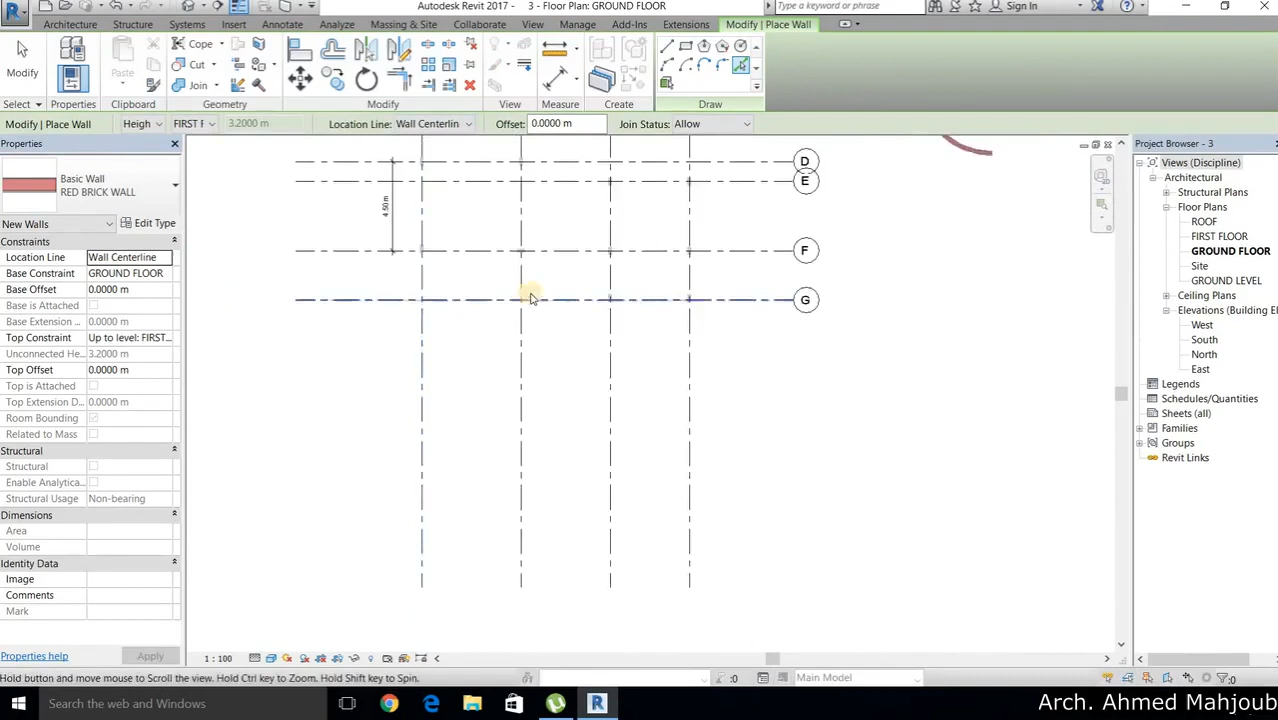 Autodesk Revit 2017 - 3 - Floor Plan: GROUND FLOOR
Type a keyword or phrase
Sign In
Architecture Structure Systems Insert Annotate Analyze Massing & Site Collaborate View Manage Add-Ins Extensions Modify | Place Wall
Modify
Paste
Cope
Cut
Join
Select Properties Clipboard Geometry Modify View Measure Create Draw
Modify | Place Wall Heigh FIRST F 3.2000 m Location Line: Wall Centerlin Offset: 0.0000 m Join Status: Allow
Properties
Basic Wall
RED BRICK WALL
New Walls Edit Type
Constraints
Location Line Wall Centerline
Base Constraint GROUND FLOOR
Base Offset 0.0000 m
Base is Attached
Base Extension ... 0.0000 m
Top Constraint Up to level: FIRST...
Unconnected He... 3.2000 m
Top Offset 0.0000 m
Top is Attached
Top Extension D... 0.0000 m
Room Bounding
Related to Mass
Structural
Structural
Enable Analytica...
Structural Usage Non-bearing
Dimensions
Area
Volume
Identity Data
Image
Comments
Mark
Properties help Apply
D
E
4.50 m
F
G
Project Browser - 3
Views (Discipline)
Architectural
Structural Plans
Floor Plans
ROOF
FIRST FLOOR
GROUND FLOOR
Site
GROUND LEVEL
Ceiling Plans
Elevations (Building El
West
South
North
East
Legends
Schedules/Quantities
Sheets (all)
Families
Groups
Revit Links
1 : 100
Hold button and move mouse to Scroll the view. Hold Ctrl key to Zoom. Hold Shift key to Spin.
:0
Main Model
:0
Search the web and Windows
Arch. Ahmed Mahjoub